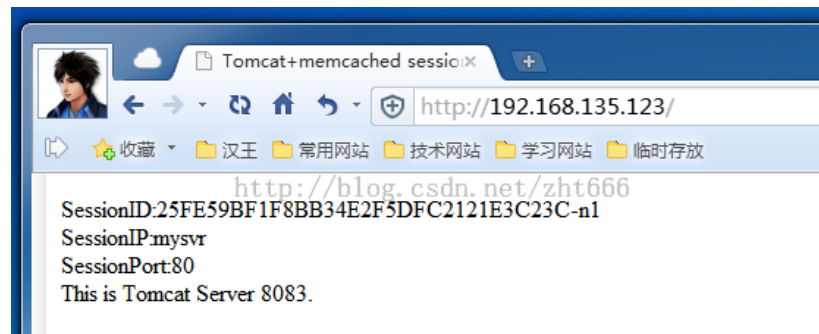 Tomcat+memcached sessio
http://192.168.135.123/
收藏 汉王 常用网站 技术网站 学习网站 临时存放
http://blog.csdn.net/zht666
SessionID:25FE59BF1F8BB34E2F5DFC2121E3C23C-n1
SessionIP:mysvr
SessionPort:80
This is Tomcat Server 8083.